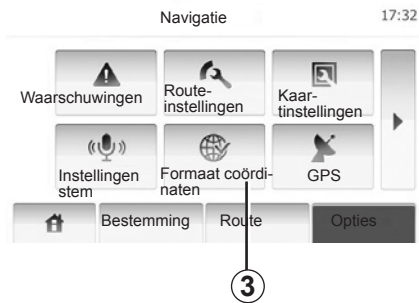 Navigatie
17:32
Waarschuwingen
Route-
instellingen
Kaar-
tinstellingen
Instellingen
stem
Formaat coördi-
naten
GPS
Bestemming
Route
Opties
3